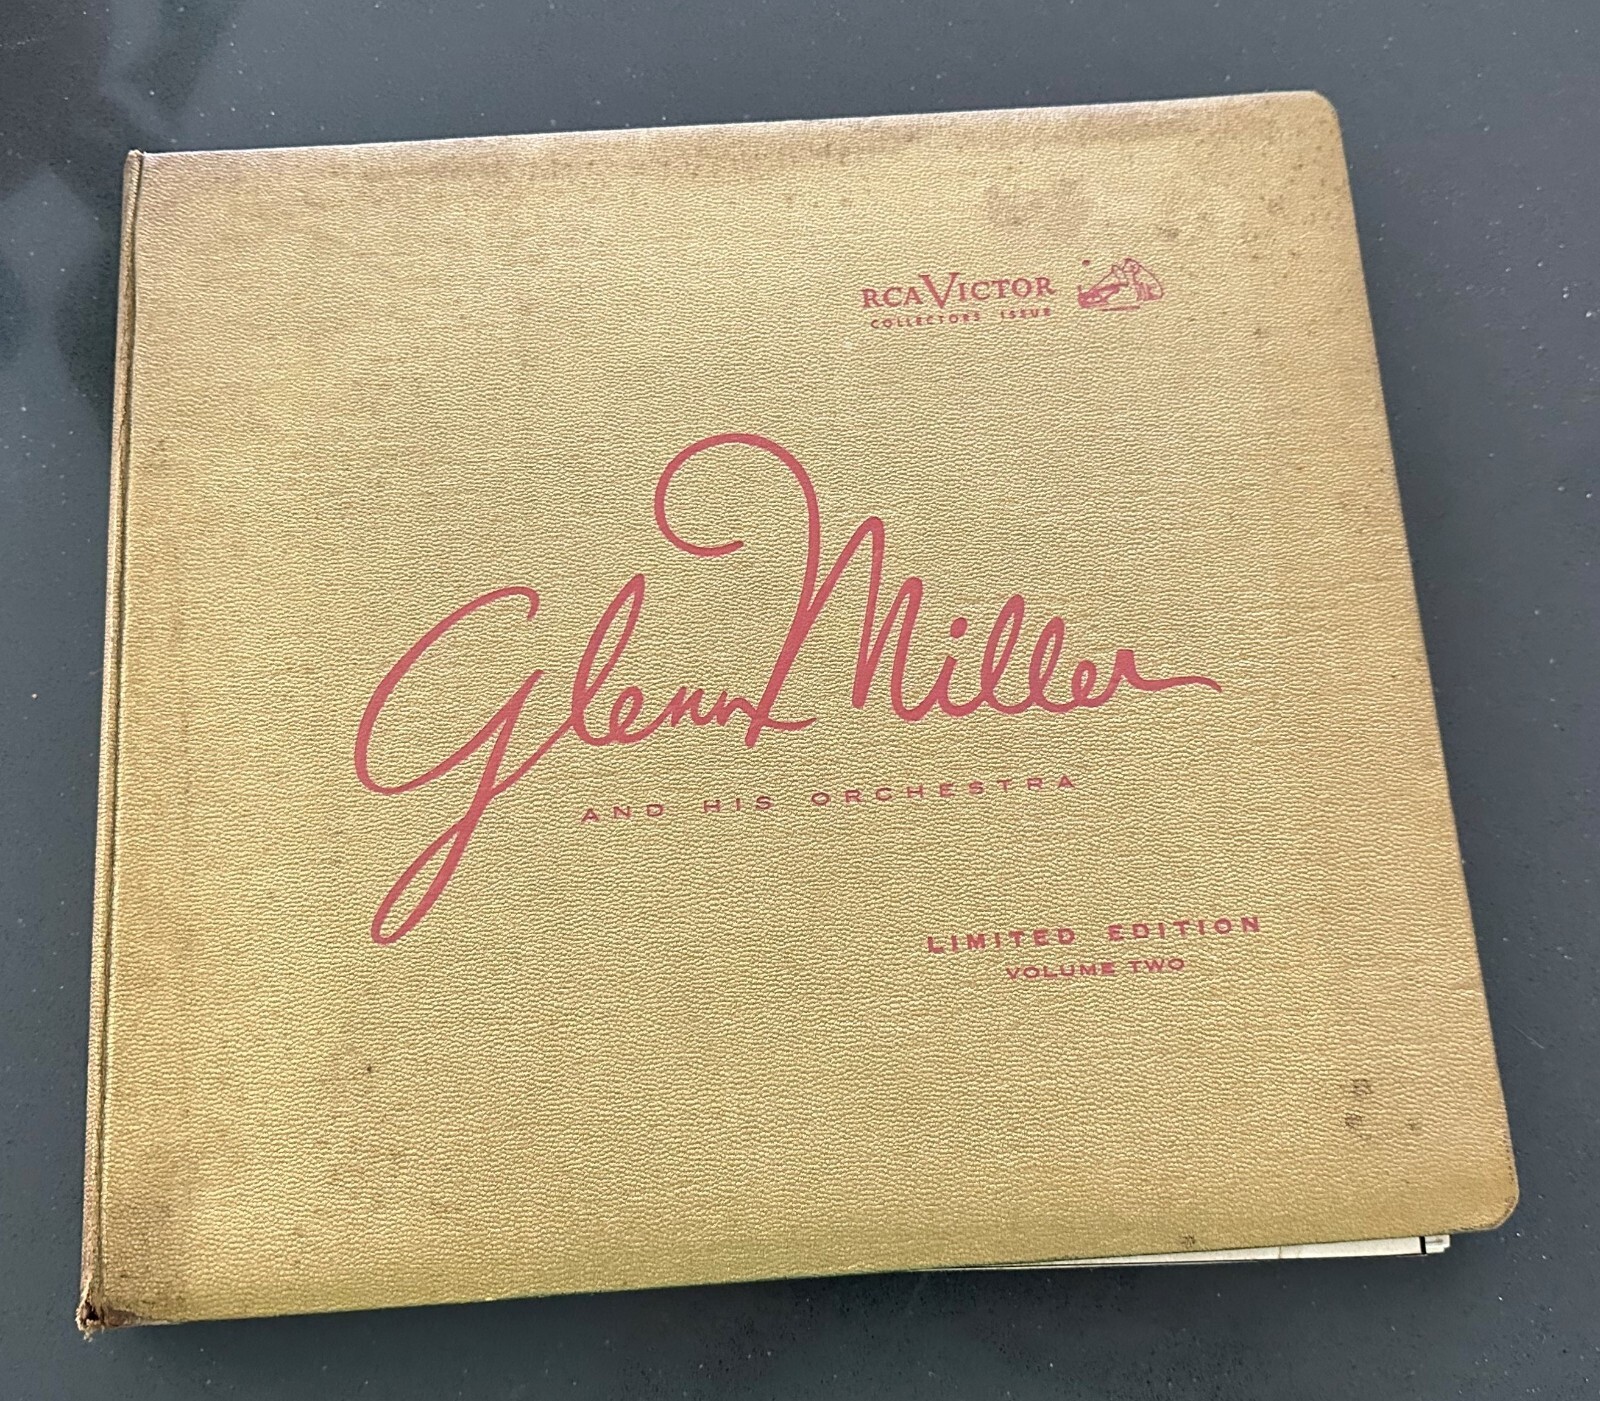 RCA VICTOR
COLLECTORS ISSUE
Glenn Miller
AND HIS ORCHESTRA
LIMITED EDITION
VOLUME TWO